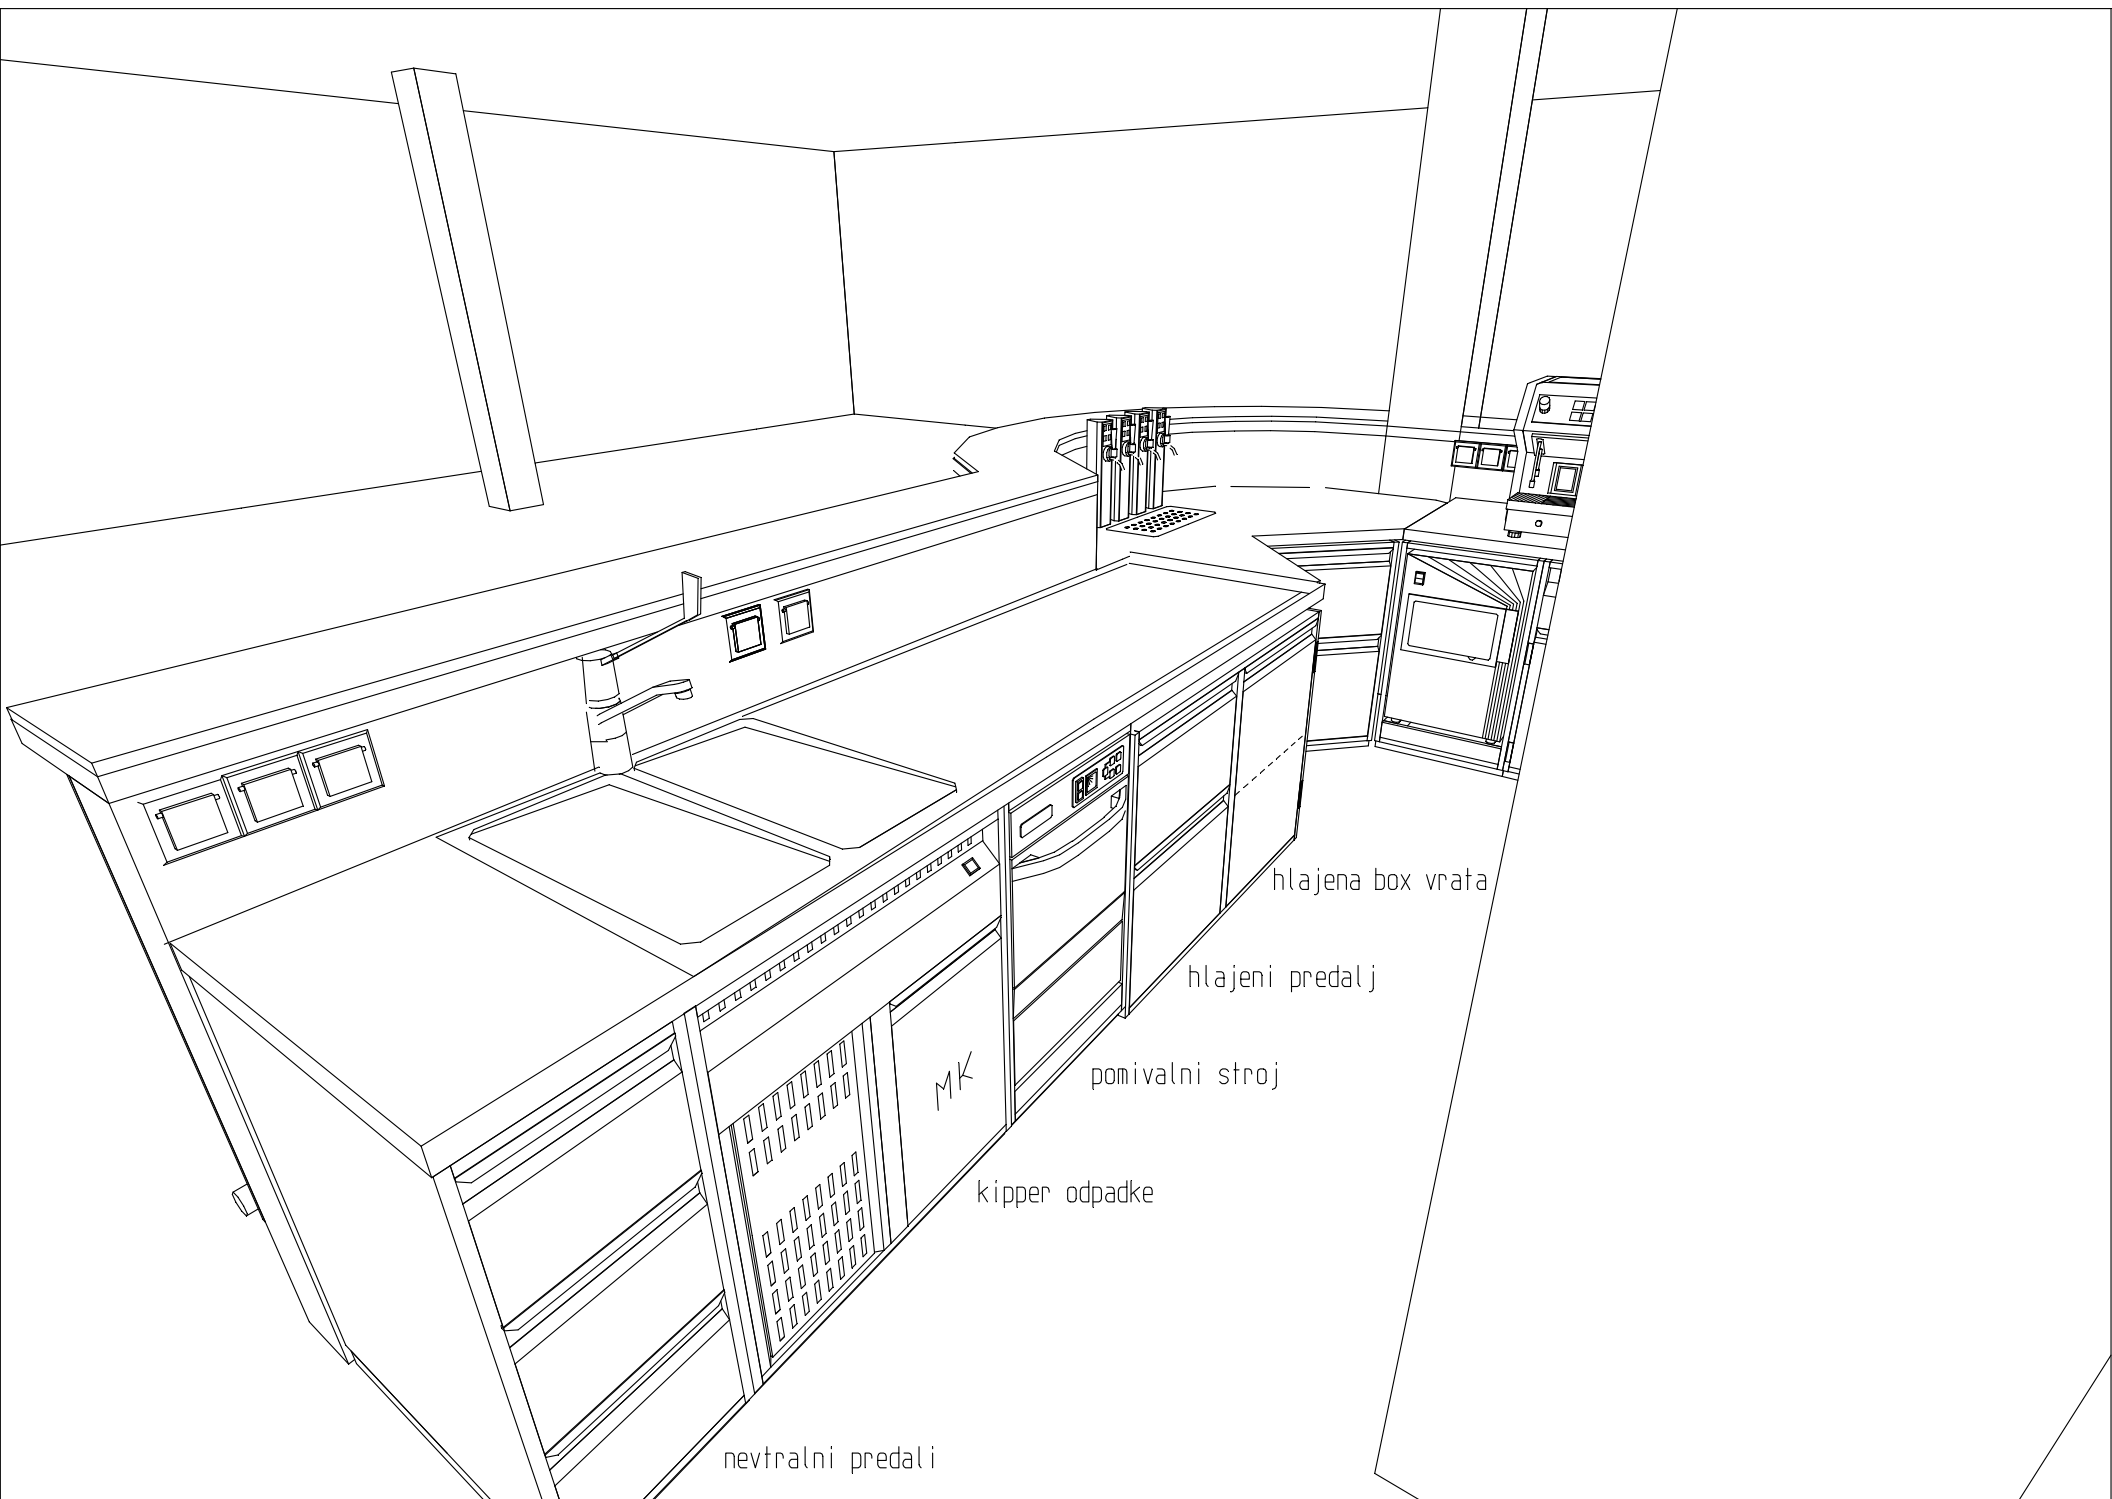 hlajena box vrata
hlajeni predalj
pomivalni stroj
MK
kipper odpadke
nevtralni predali